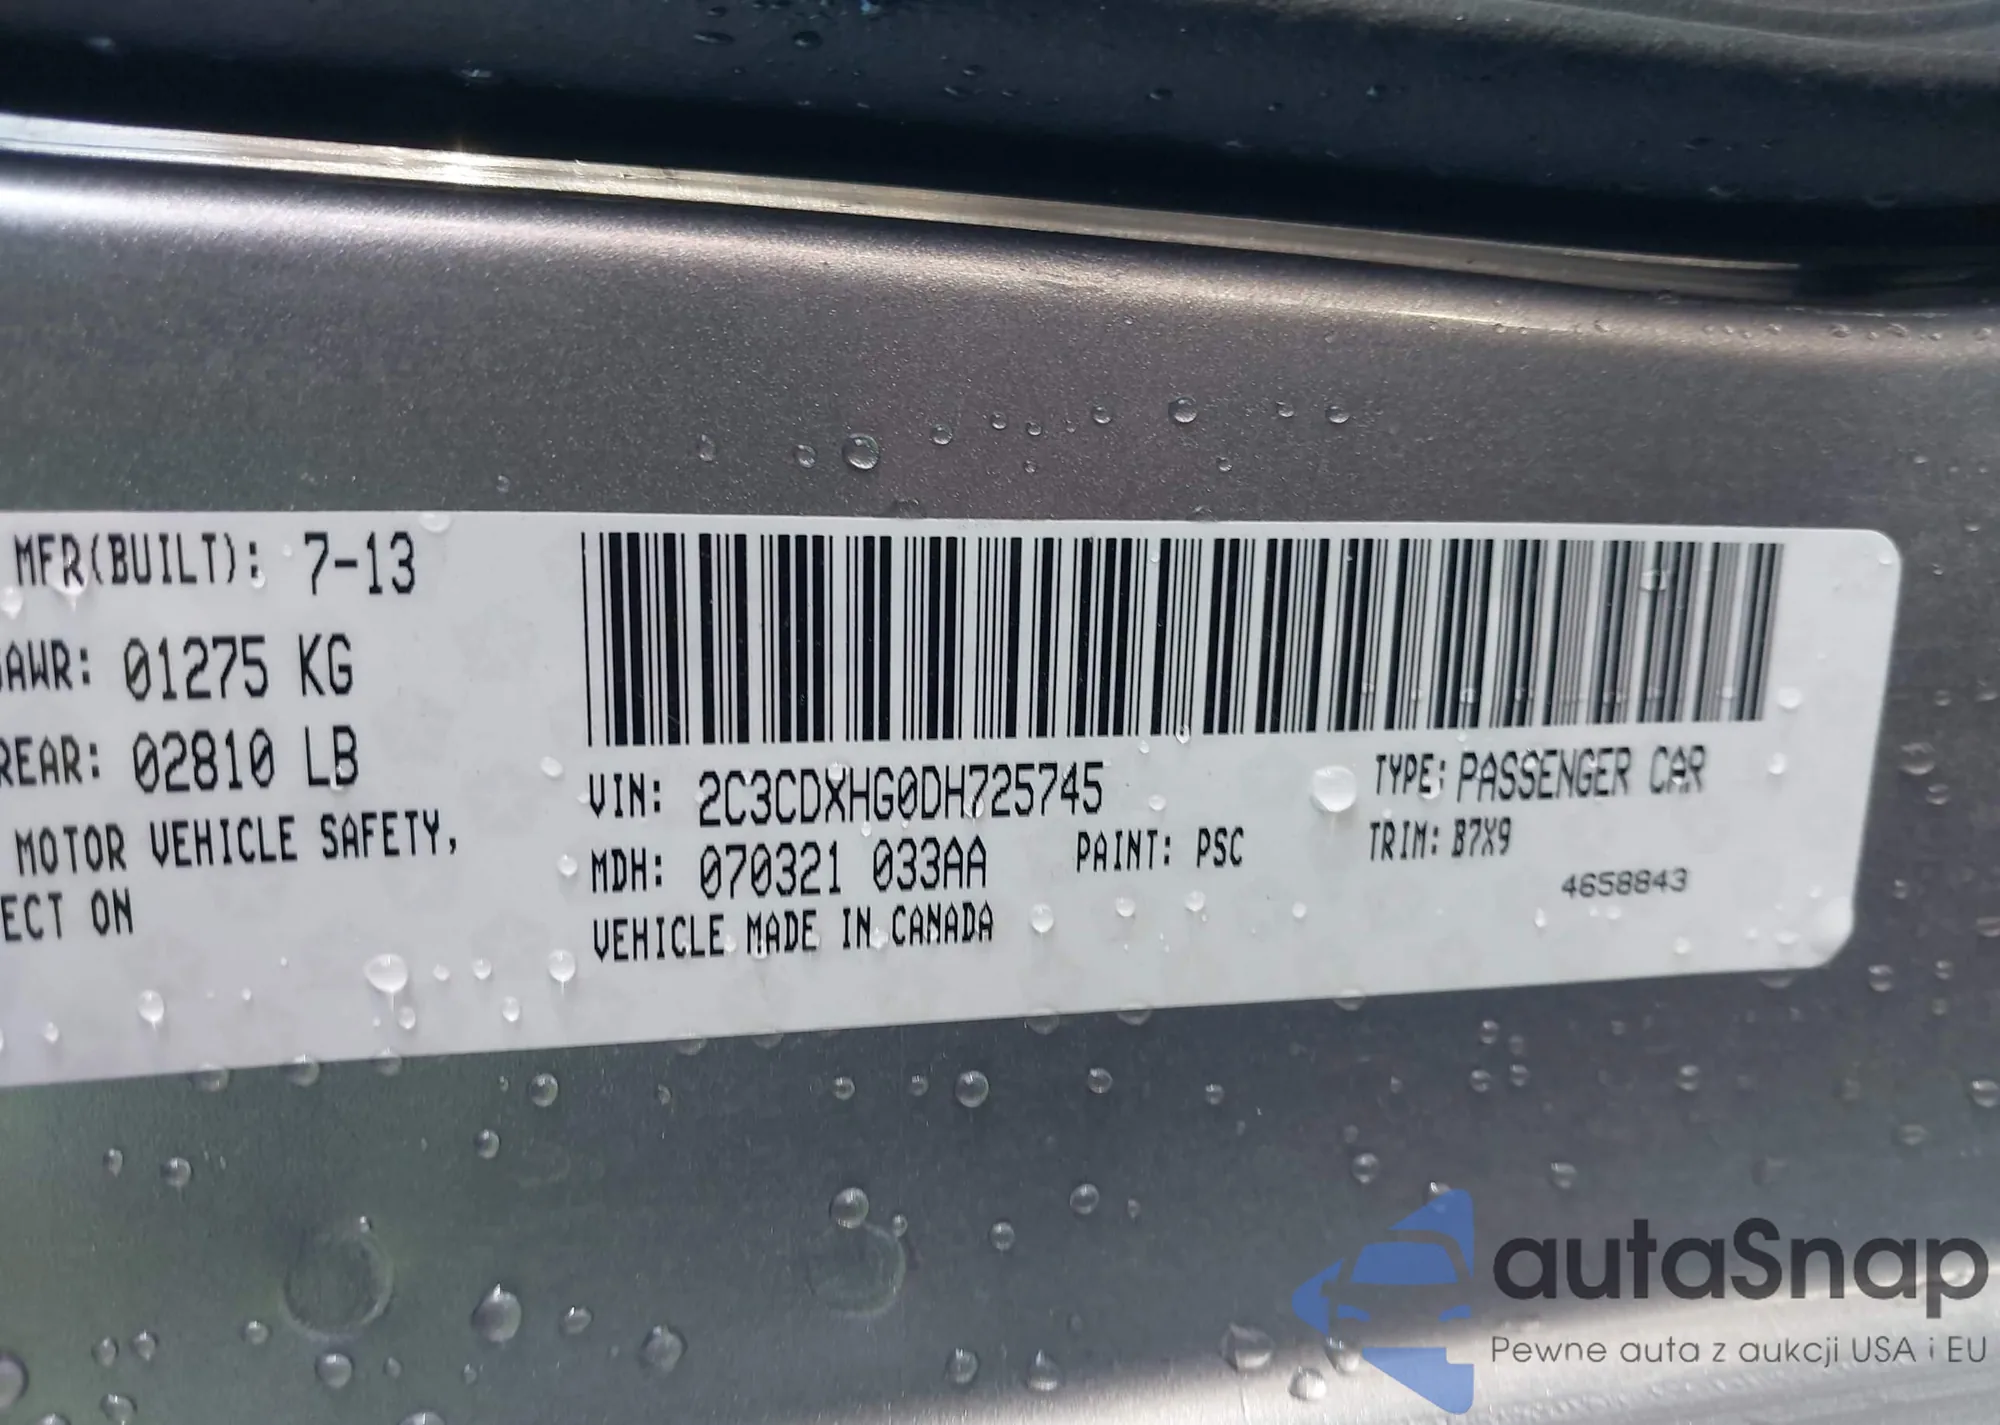 MFR(BUILT): 7-13
GAWR: 01275 KG
REAR: 02810 LB
MOTOR VEHICLE SAFETY,
ECT ON
VIN: 2C3CDXHG0DH725745
TYPE: PASSENGER CAR
MDH: 070321 033AA
PAINT: PSC
TRIM: B7X9
VEHICLE MADE IN CANADA
4658843
autaSnap
Pewne auta z aukcji USA i EU